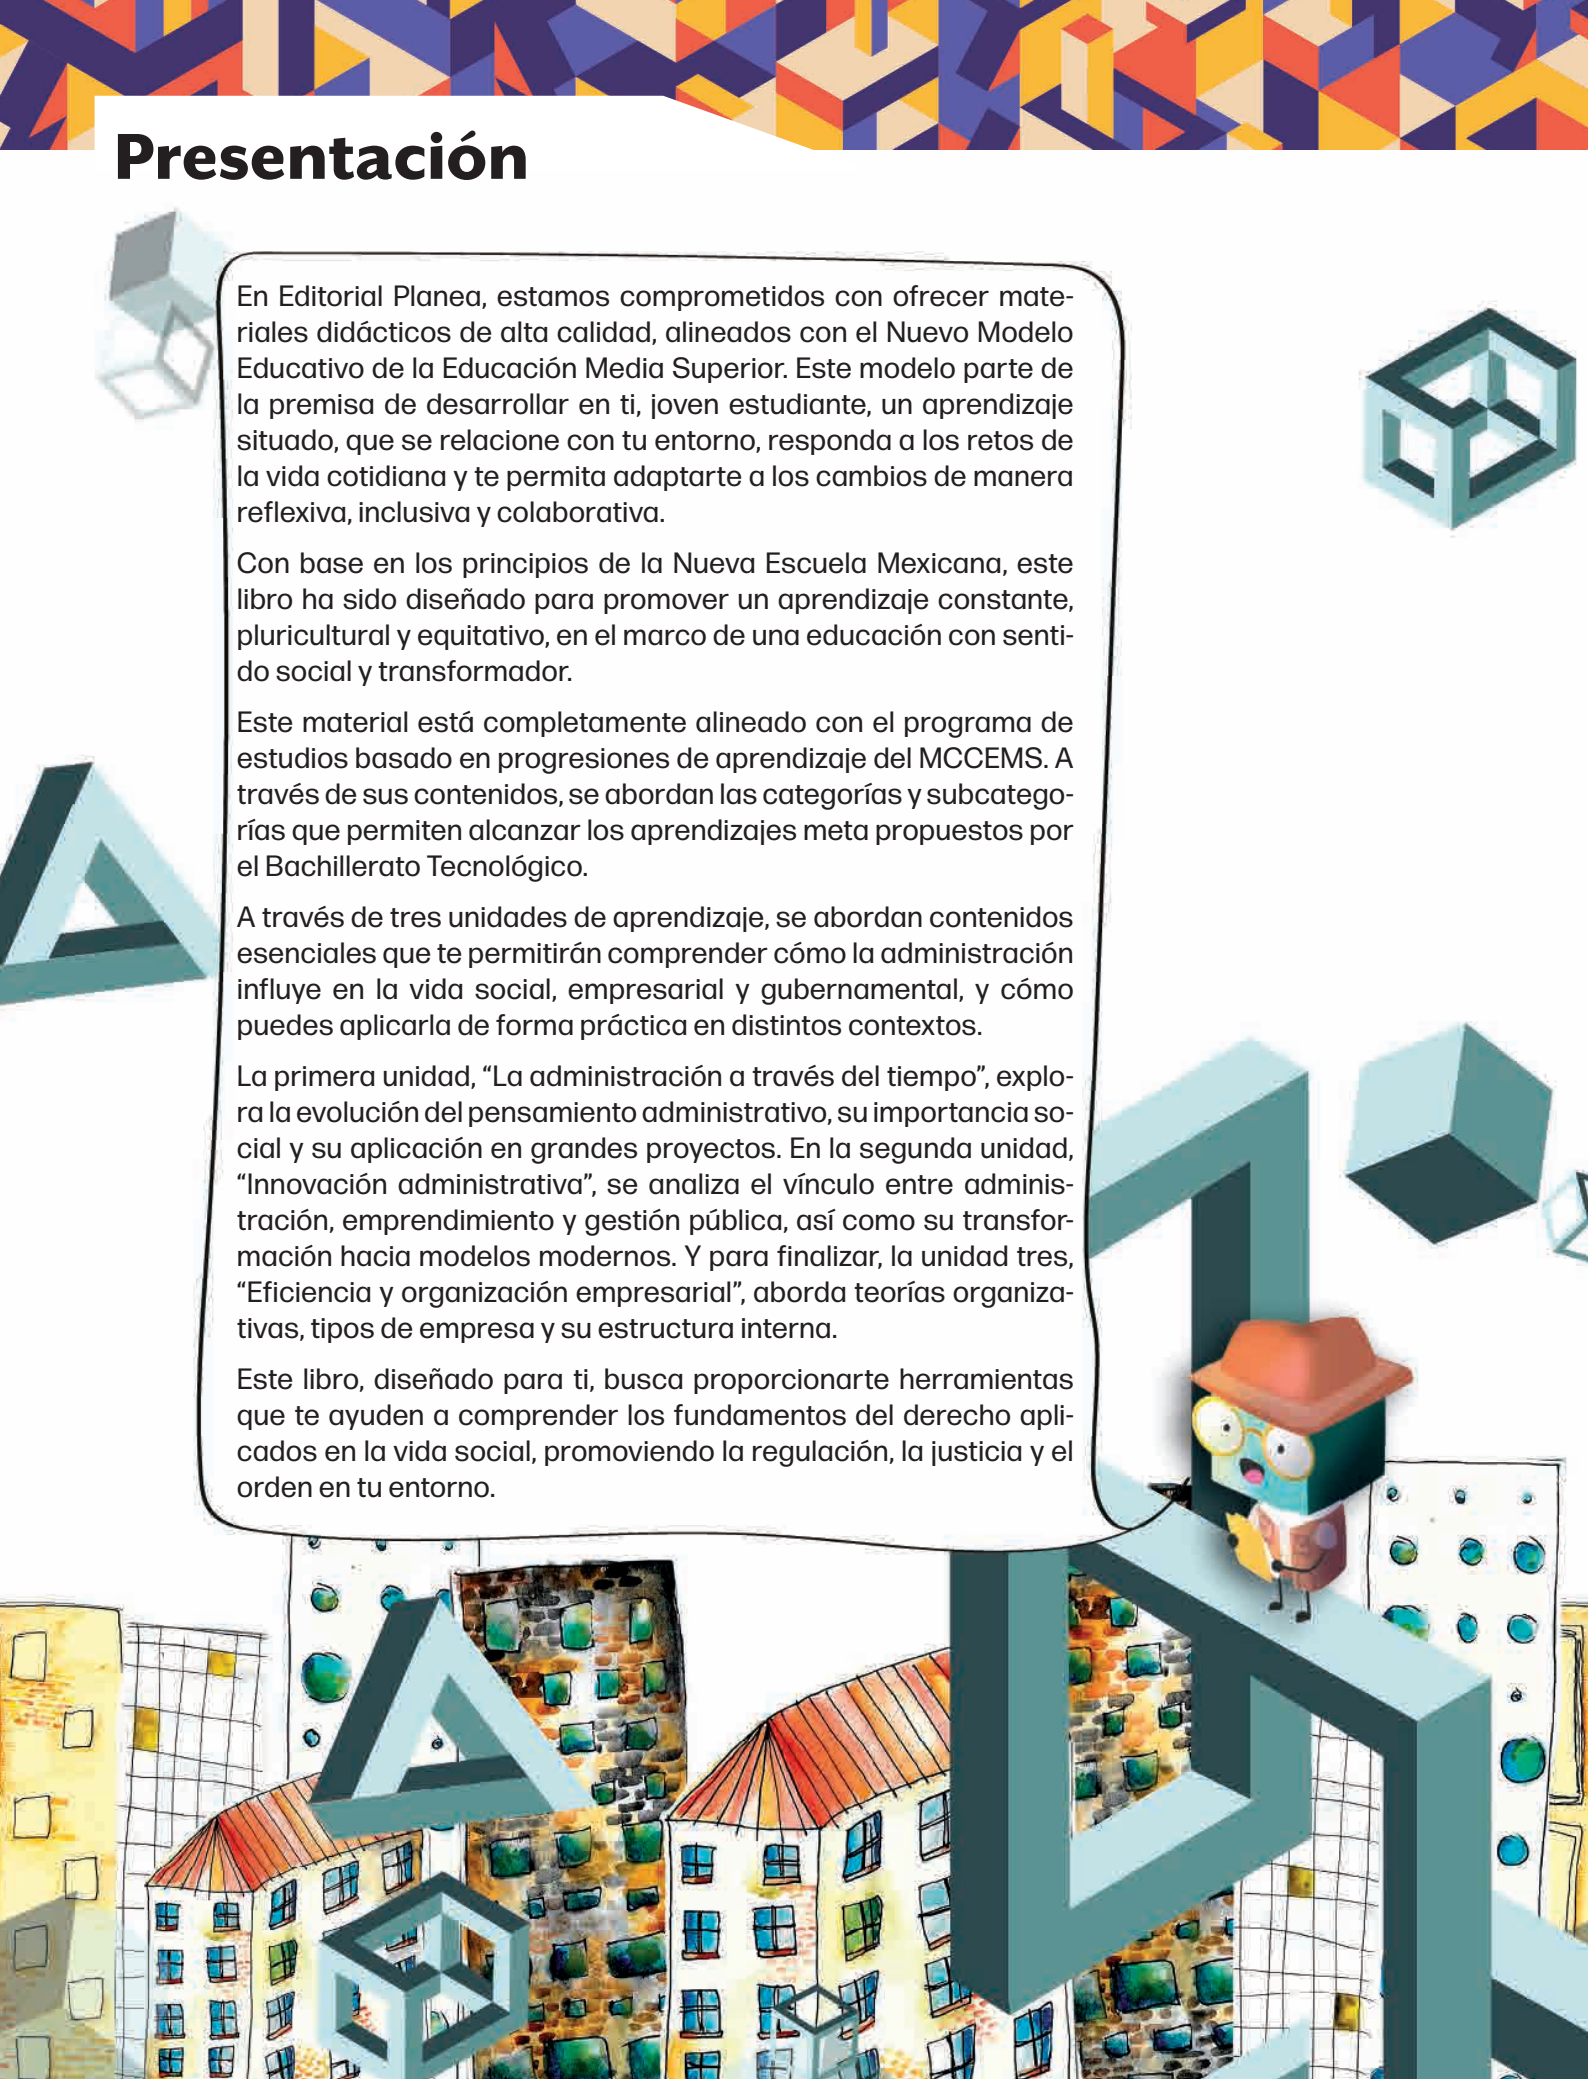 Presentación
En Editorial Planea, estamos comprometidos con ofrecer mate-
riales didácticos de alta calidad, alineados con el Nuevo Modelo
Educativo de la Educación Media Superior. Este modelo parte de
la premisa de desarrollar en ti, joven estudiante, un aprendizaje
situado, que se relacione con tu entorno, responda a los retos de
la vida cotidiana y te permita adaptarte a los cambios de manera
reflexiva, inclusiva y colaborativa.
Con base en los principios de la Nueva Escuela Mexicana, este
libro ha sido diseñado para promover un aprendizaje constante,
pluricultural y equitativo, en el marco de una educación con senti-
do social y transformador.
Este material está completamente alineado con el programa de
estudios basado en progresiones de aprendizaje del MCCEMS. A
través de sus contenidos, se abordan las categorías y subcatego-
rías que permiten alcanzar los aprendizajes meta propuestos por
el Bachillerato Tecnológico.
A través de tres unidades de aprendizaje, se abordan contenidos
esenciales que te permitirán comprender cómo la administración
influye en la vida social, empresarial y gubernamental, y cómo
puedes aplicarla de forma práctica en distintos contextos.
La primera unidad, “La administración a través del tiempo”, explo-
ra la evolución del pensamiento administrativo, su importancia so-
cial y su aplicación en grandes proyectos. En la segunda unidad,
“Innovación administrativa”, se analiza el vínculo entre adminis-
tración, emprendimiento y gestión pública, así como su transfor-
mación hacia modelos modernos. Y para finalizar, la unidad tres,
“Eficiencia y organización empresarial”, aborda teorías organiza-
tivas, tipos de empresa y su estructura interna.
Este libro, diseñado para ti, busca proporcionarte herramientas
que te ayuden a comprender los fundamentos del derecho apli-
cados en la vida social, promoviendo la regulación, la justicia y el
orden en tu entorno.